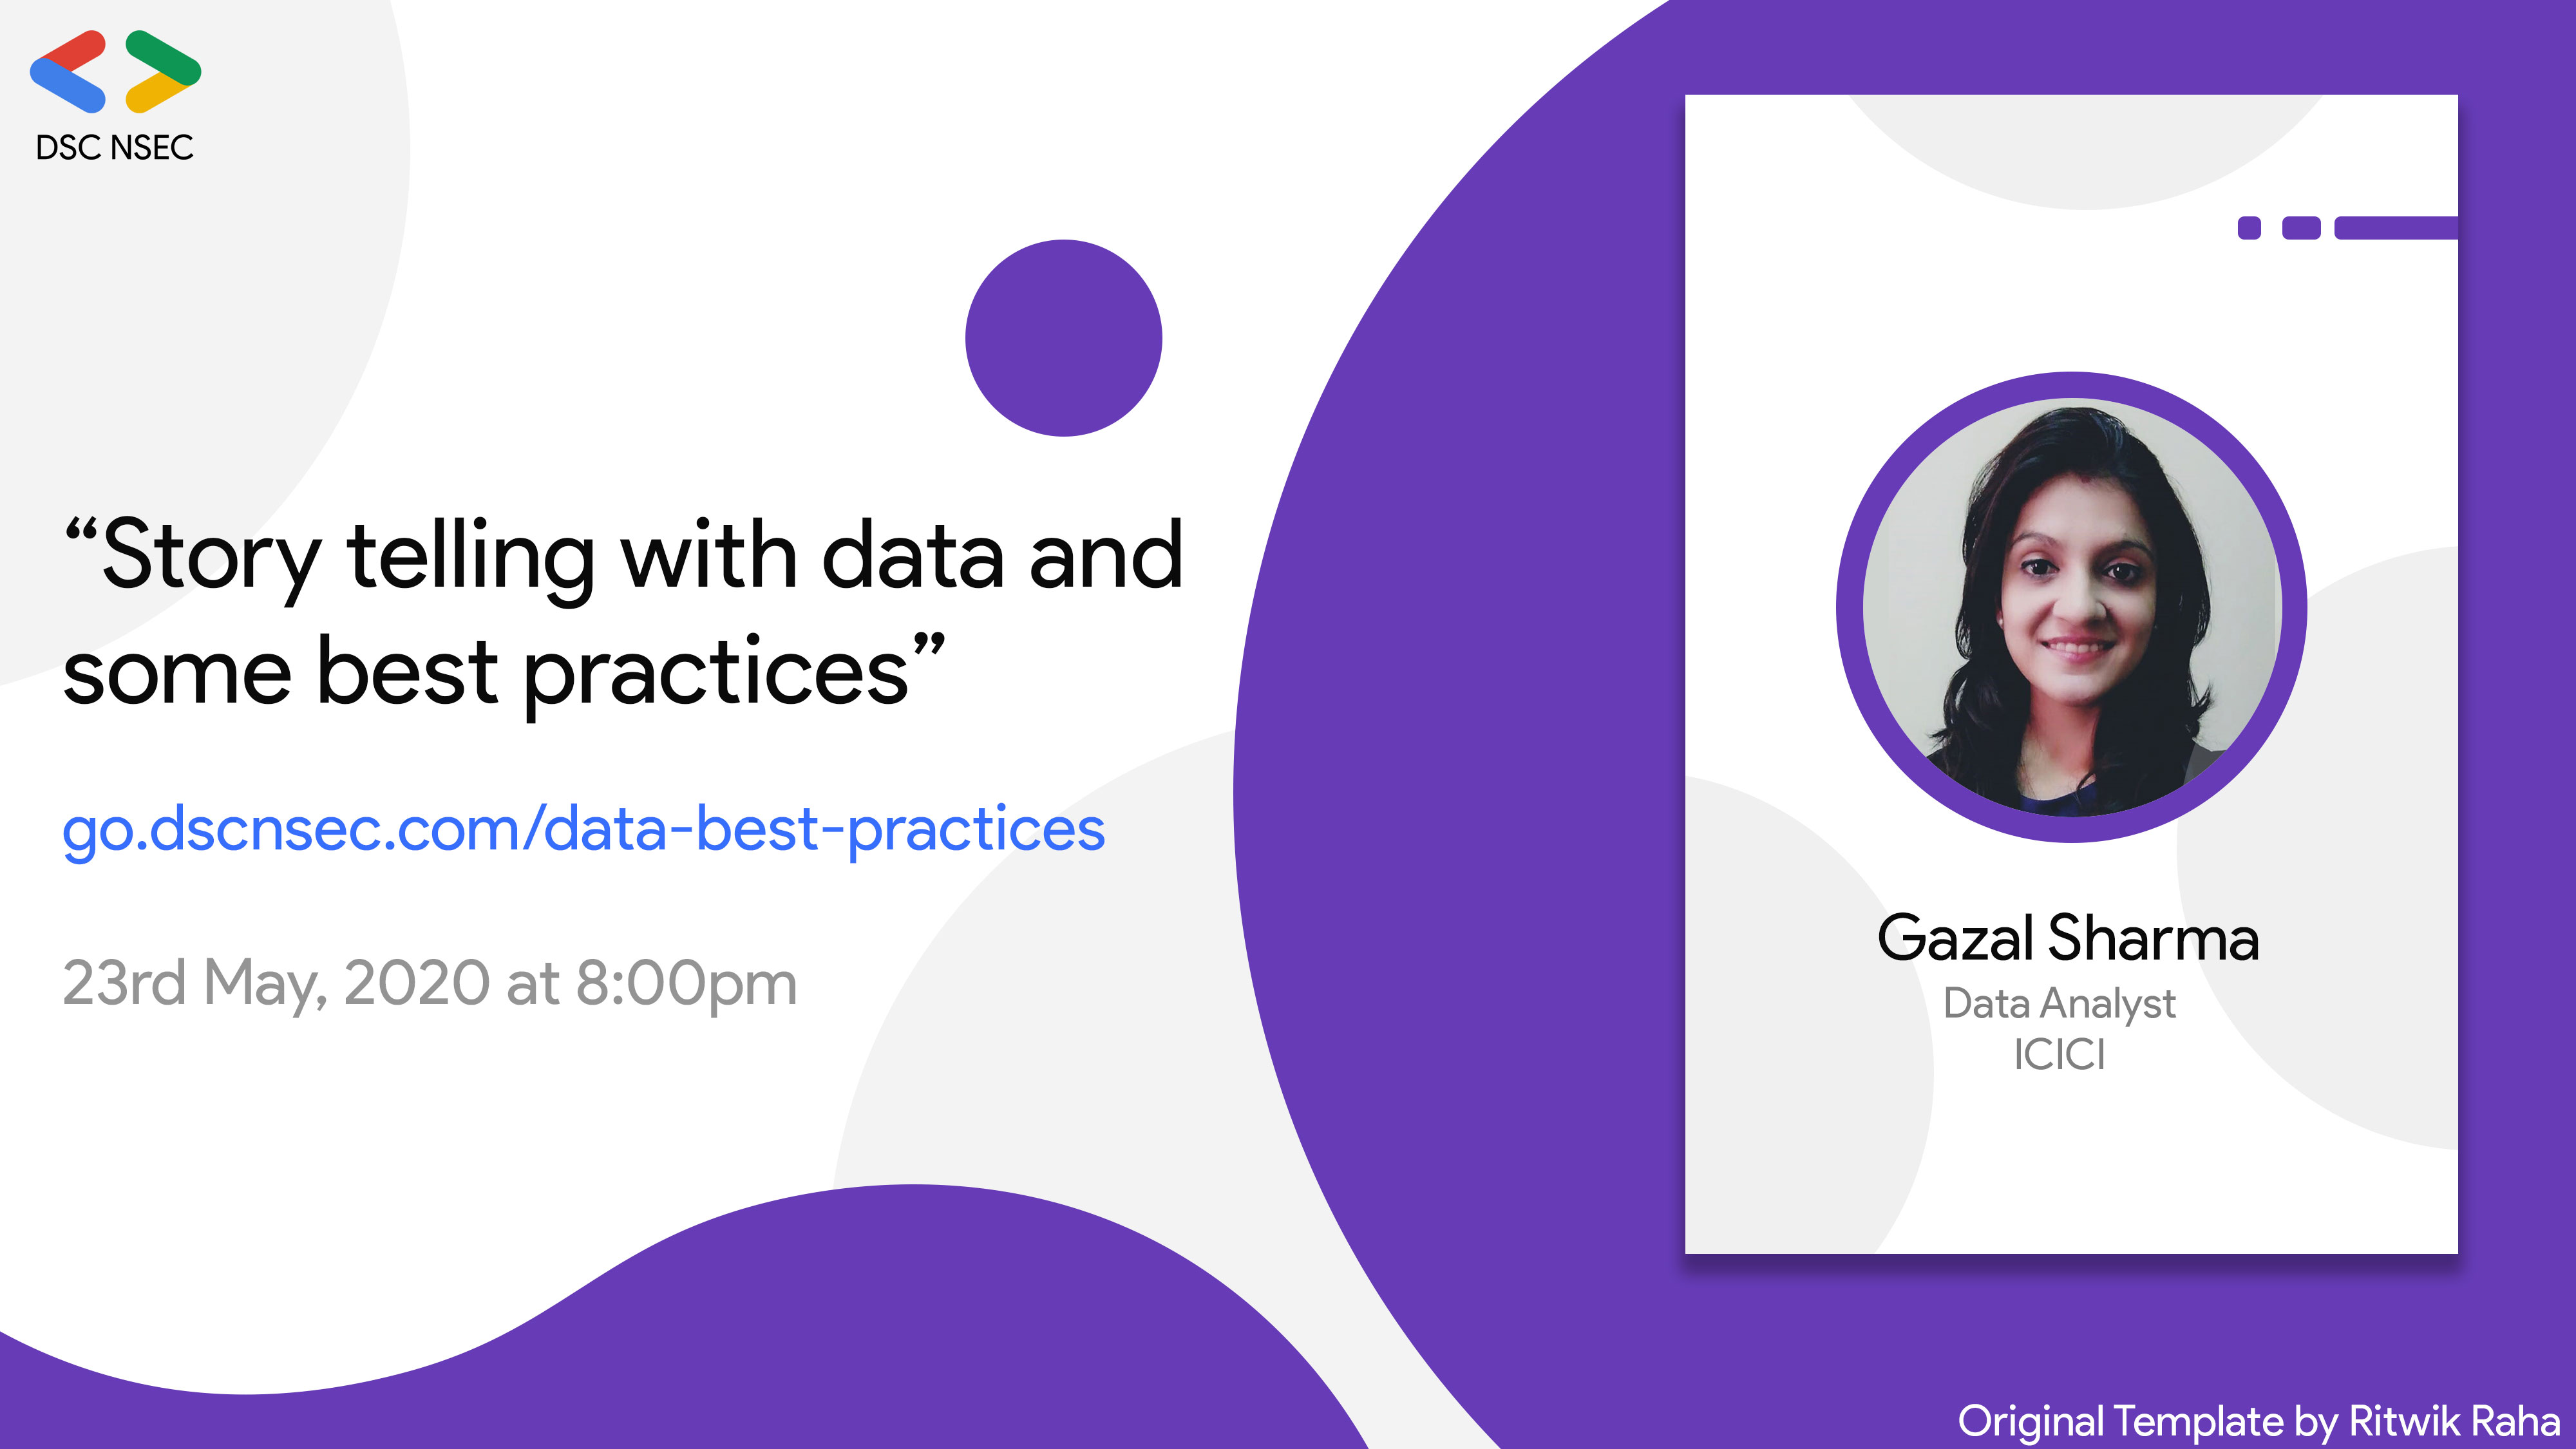 DSC NSEC
“Story telling with data and
some best practices”
go.dscnsec.com/data-best-practices
23rd May, 2020 at 8:00pm
Gazal Sharma
Data Analyst
ICICI
Original Template by Ritwik Raha